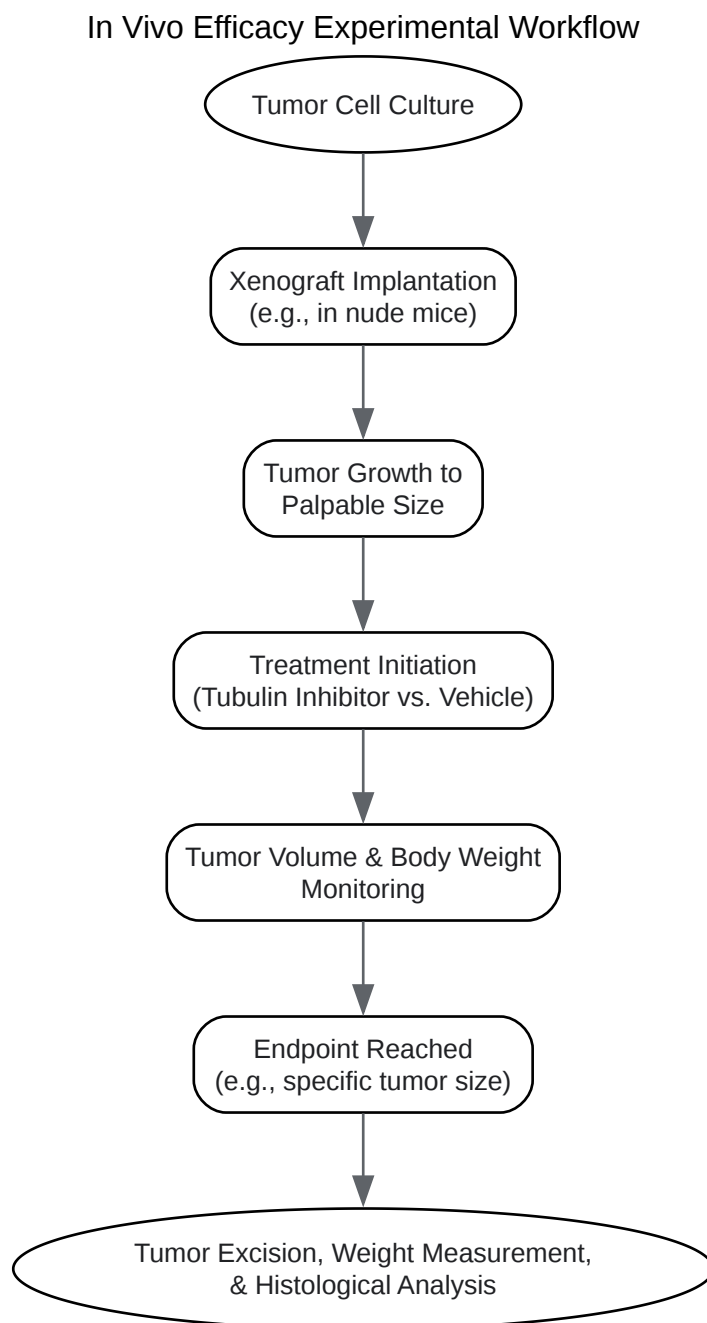 In Vivo Efficacy Experimental Workflow
Tumor Cell Culture
Xenograft Implantation
(e.g., in nude mice)
Tumor Growth to
Palpable Size
Treatment Initiation
(Tubulin Inhibitor vs. Vehicle)
Tumor Volume & Body Weight
Monitoring
Endpoint Reached
(e.g., specific tumor size)
Tumor Excision, Weight Measurement,
& Histological Analysis